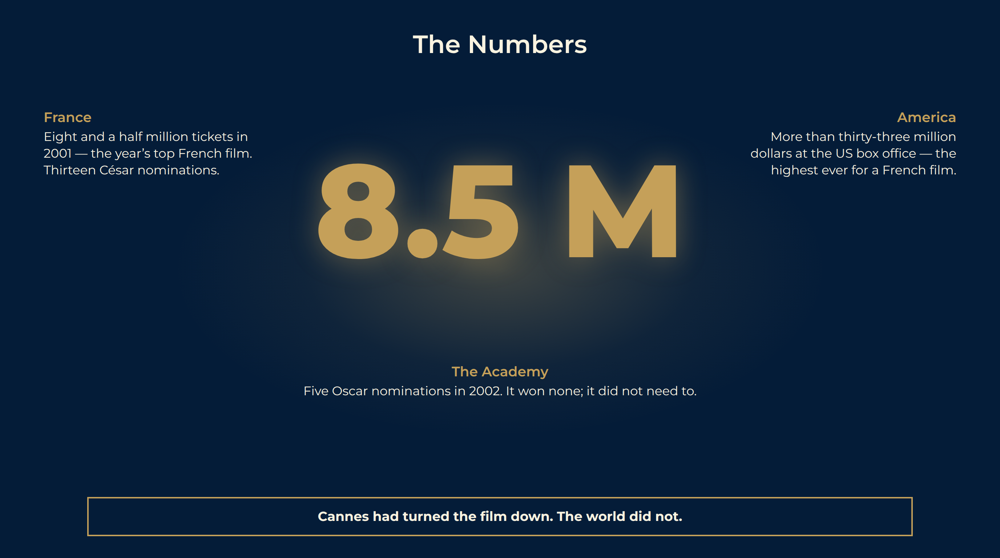 The Numbers
France
Eight and a half million tickets in
2001 — the year’s top French film.
Thirteen César nominations.
America
More than thirty-three million
dollars at the US box office — the
highest ever for a French film.
8.5 M
The Academy
Five Oscar nominations in 2002. It won none; it did not need to.
Cannes had turned the film down. The world did not.